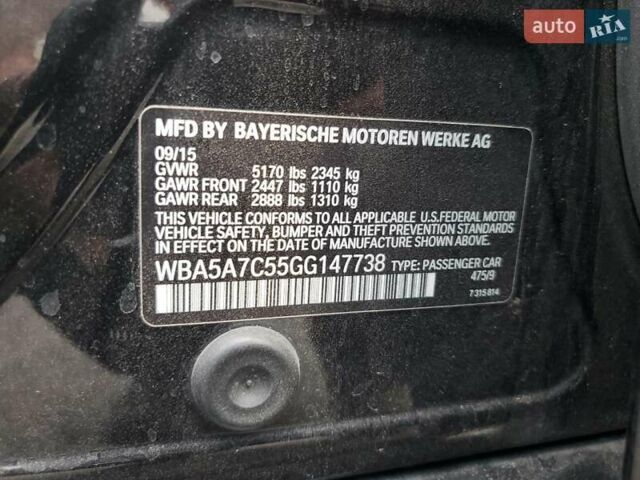 auto RIA
.com
MFD BY BAYERISCHE MOTOREN WERKE AG
09/15
GVWR 5170 lbs 2345 kg
GAWR FRONT 2447 lbs 1110 kg
GAWR REAR 2888 lbs 1310 kg
THIS VEHICLE CONFORMS TO ALL APPLICABLE U.S.FEDERAL MOTOR
VEHICLE SAFETY, BUMPER AND THEFT PREVENTION STANDARDS
IN EFFECT ON THE DATE OF MANUFACTURE SHOWN ABOVE.
WBA5A7C55GG147738 TYPE: PASSENGER CAR
475/9
7 315 814